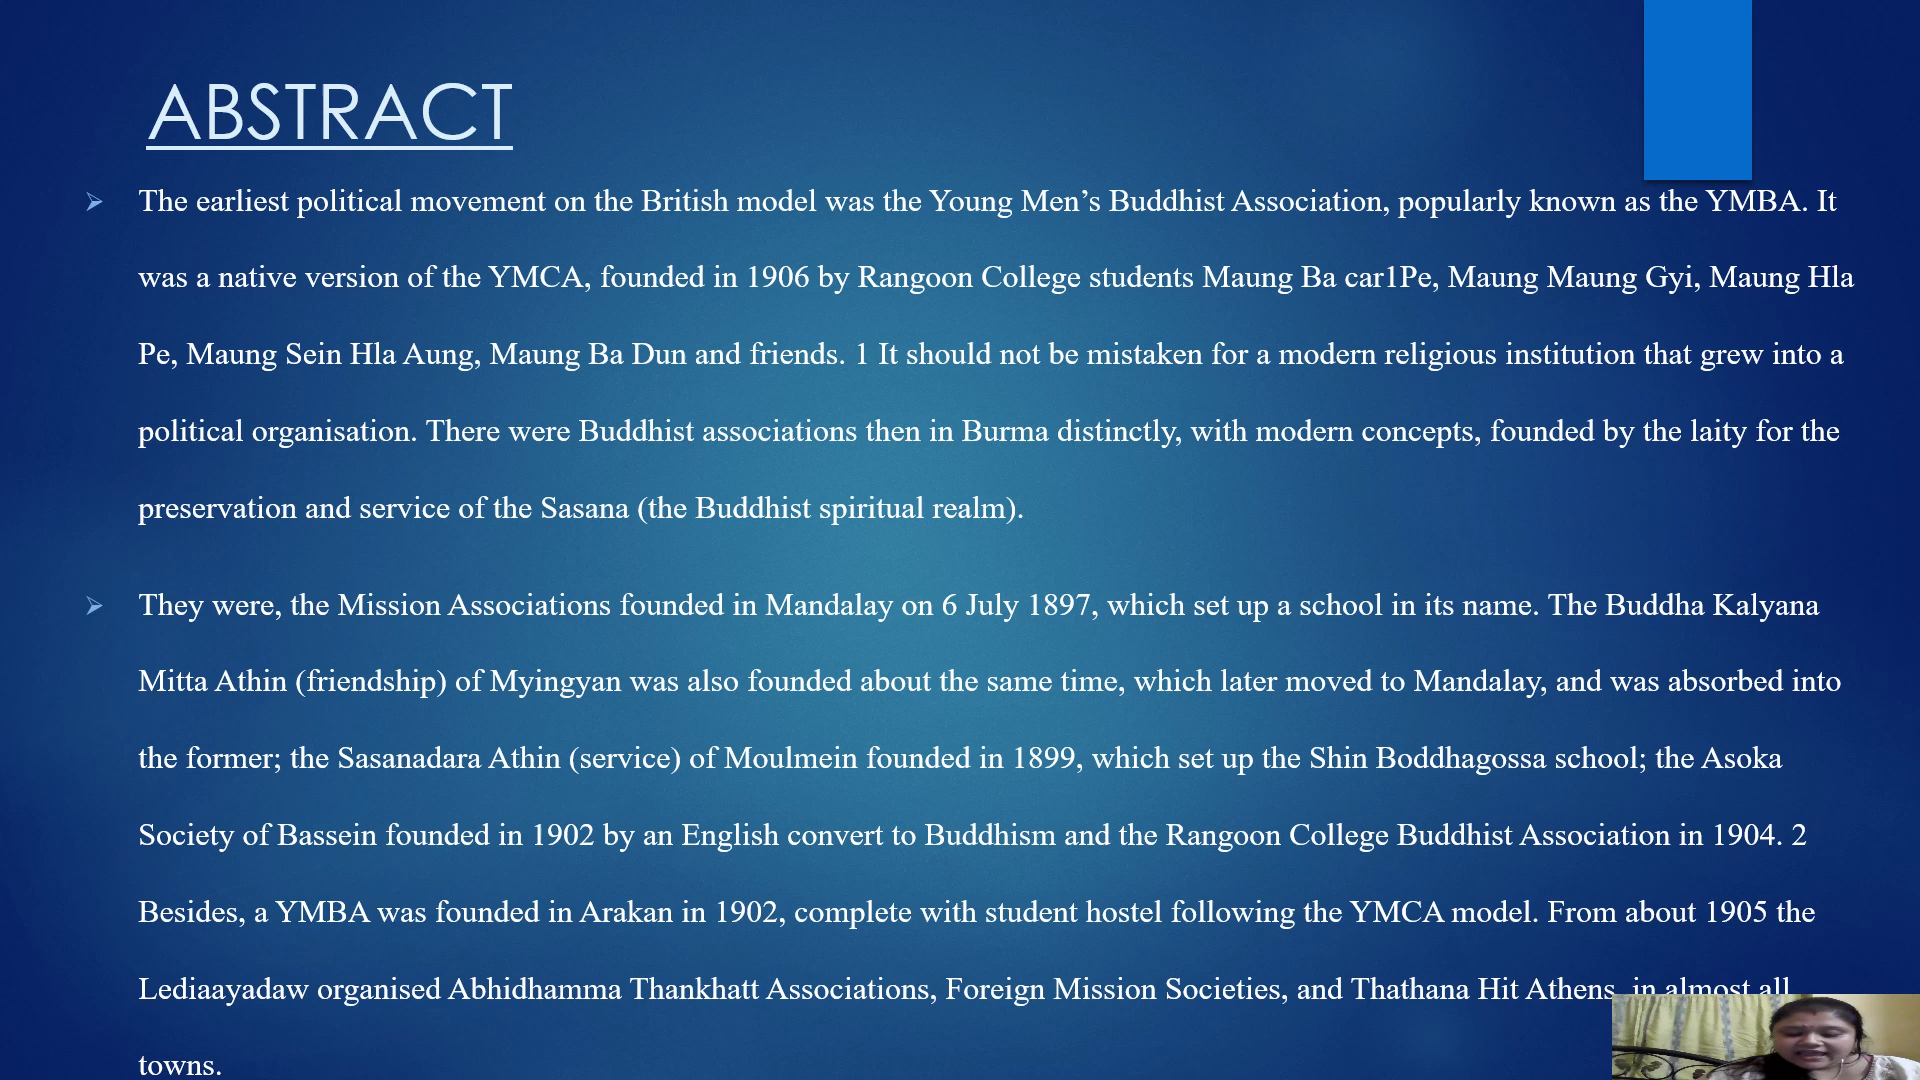 ABSTRACT
The earliest political movement on the British model was the Young Men’s Buddhist Association, popularly known as the YMBA. It
was a native version of the YMCA, founded in 1906 by Rangoon College students Maung Ba car1Pe, Maung Maung Gyi, Maung Hla
Pe, Maung Sein Hla Aung, Maung Ba Dun and friends. 1 It should not be mistaken for a modern religious institution that grew into a
political organisation. There were Buddhist associations then in Burma distinctly, with modern concepts, founded by the laity for the
preservation and service of the Sasana (the Buddhist spiritual realm).
They were, the Mission Associations founded in Mandalay on 6 July 1897, which set up a school in its name. The Buddha Kalyana
Mitta Athin (friendship) of Myingyan was also founded about the same time, which later moved to Mandalay, and was absorbed into
the former; the Sasanadara Athin (service) of Moulmein founded in 1899, which set up the Shin Boddhagossa school; the Asoka
Society of Bassein founded in 1902 by an English convert to Buddhism and the Rangoon College Buddhist Association in 1904. 2
Besides, a YMBA was founded in Arakan in 1902, complete with student hostel following the YMCA model. From about 1905 the
Lediaayadaw organised Abhidhamma Thankhatt Associations, Foreign Mission Societies, and Thathana Hit Athens, in almost all
towns.